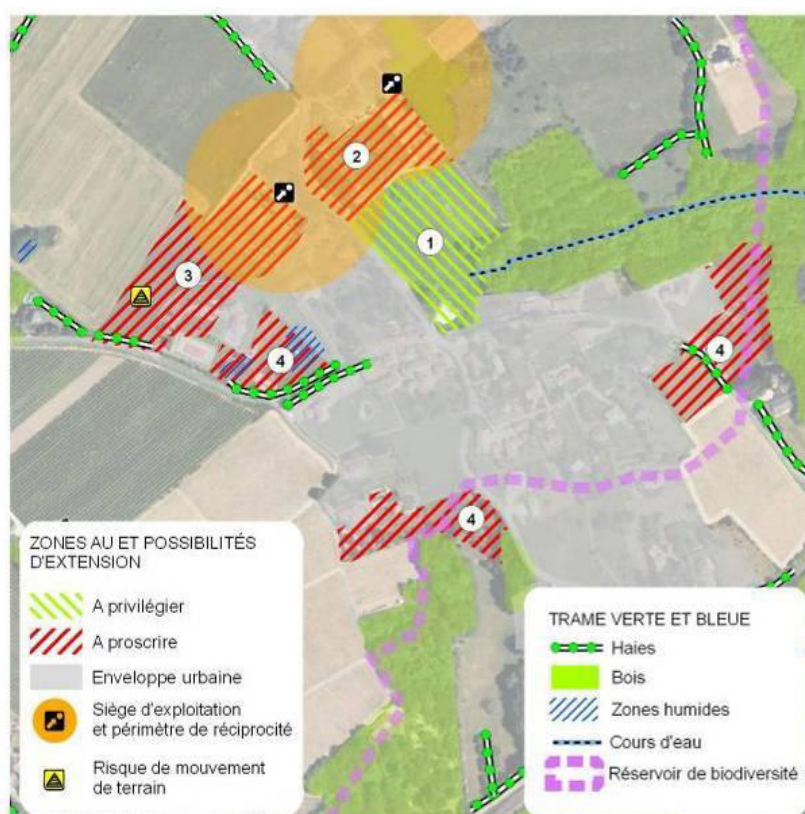 2
1
3
4
4
4
ZONES AU ET POSSIBILITÉS
D'EXTENSION
A privilégier
A proscrire
Enveloppe urbaine
Siège d'exploitation
et périmètre de réciprocité
Risque de mouvement
de terrain
TRAME VERTE ET BLEUE
Haies
Bois
Zones humides
Cours d'eau
Réservoir de biodiversité